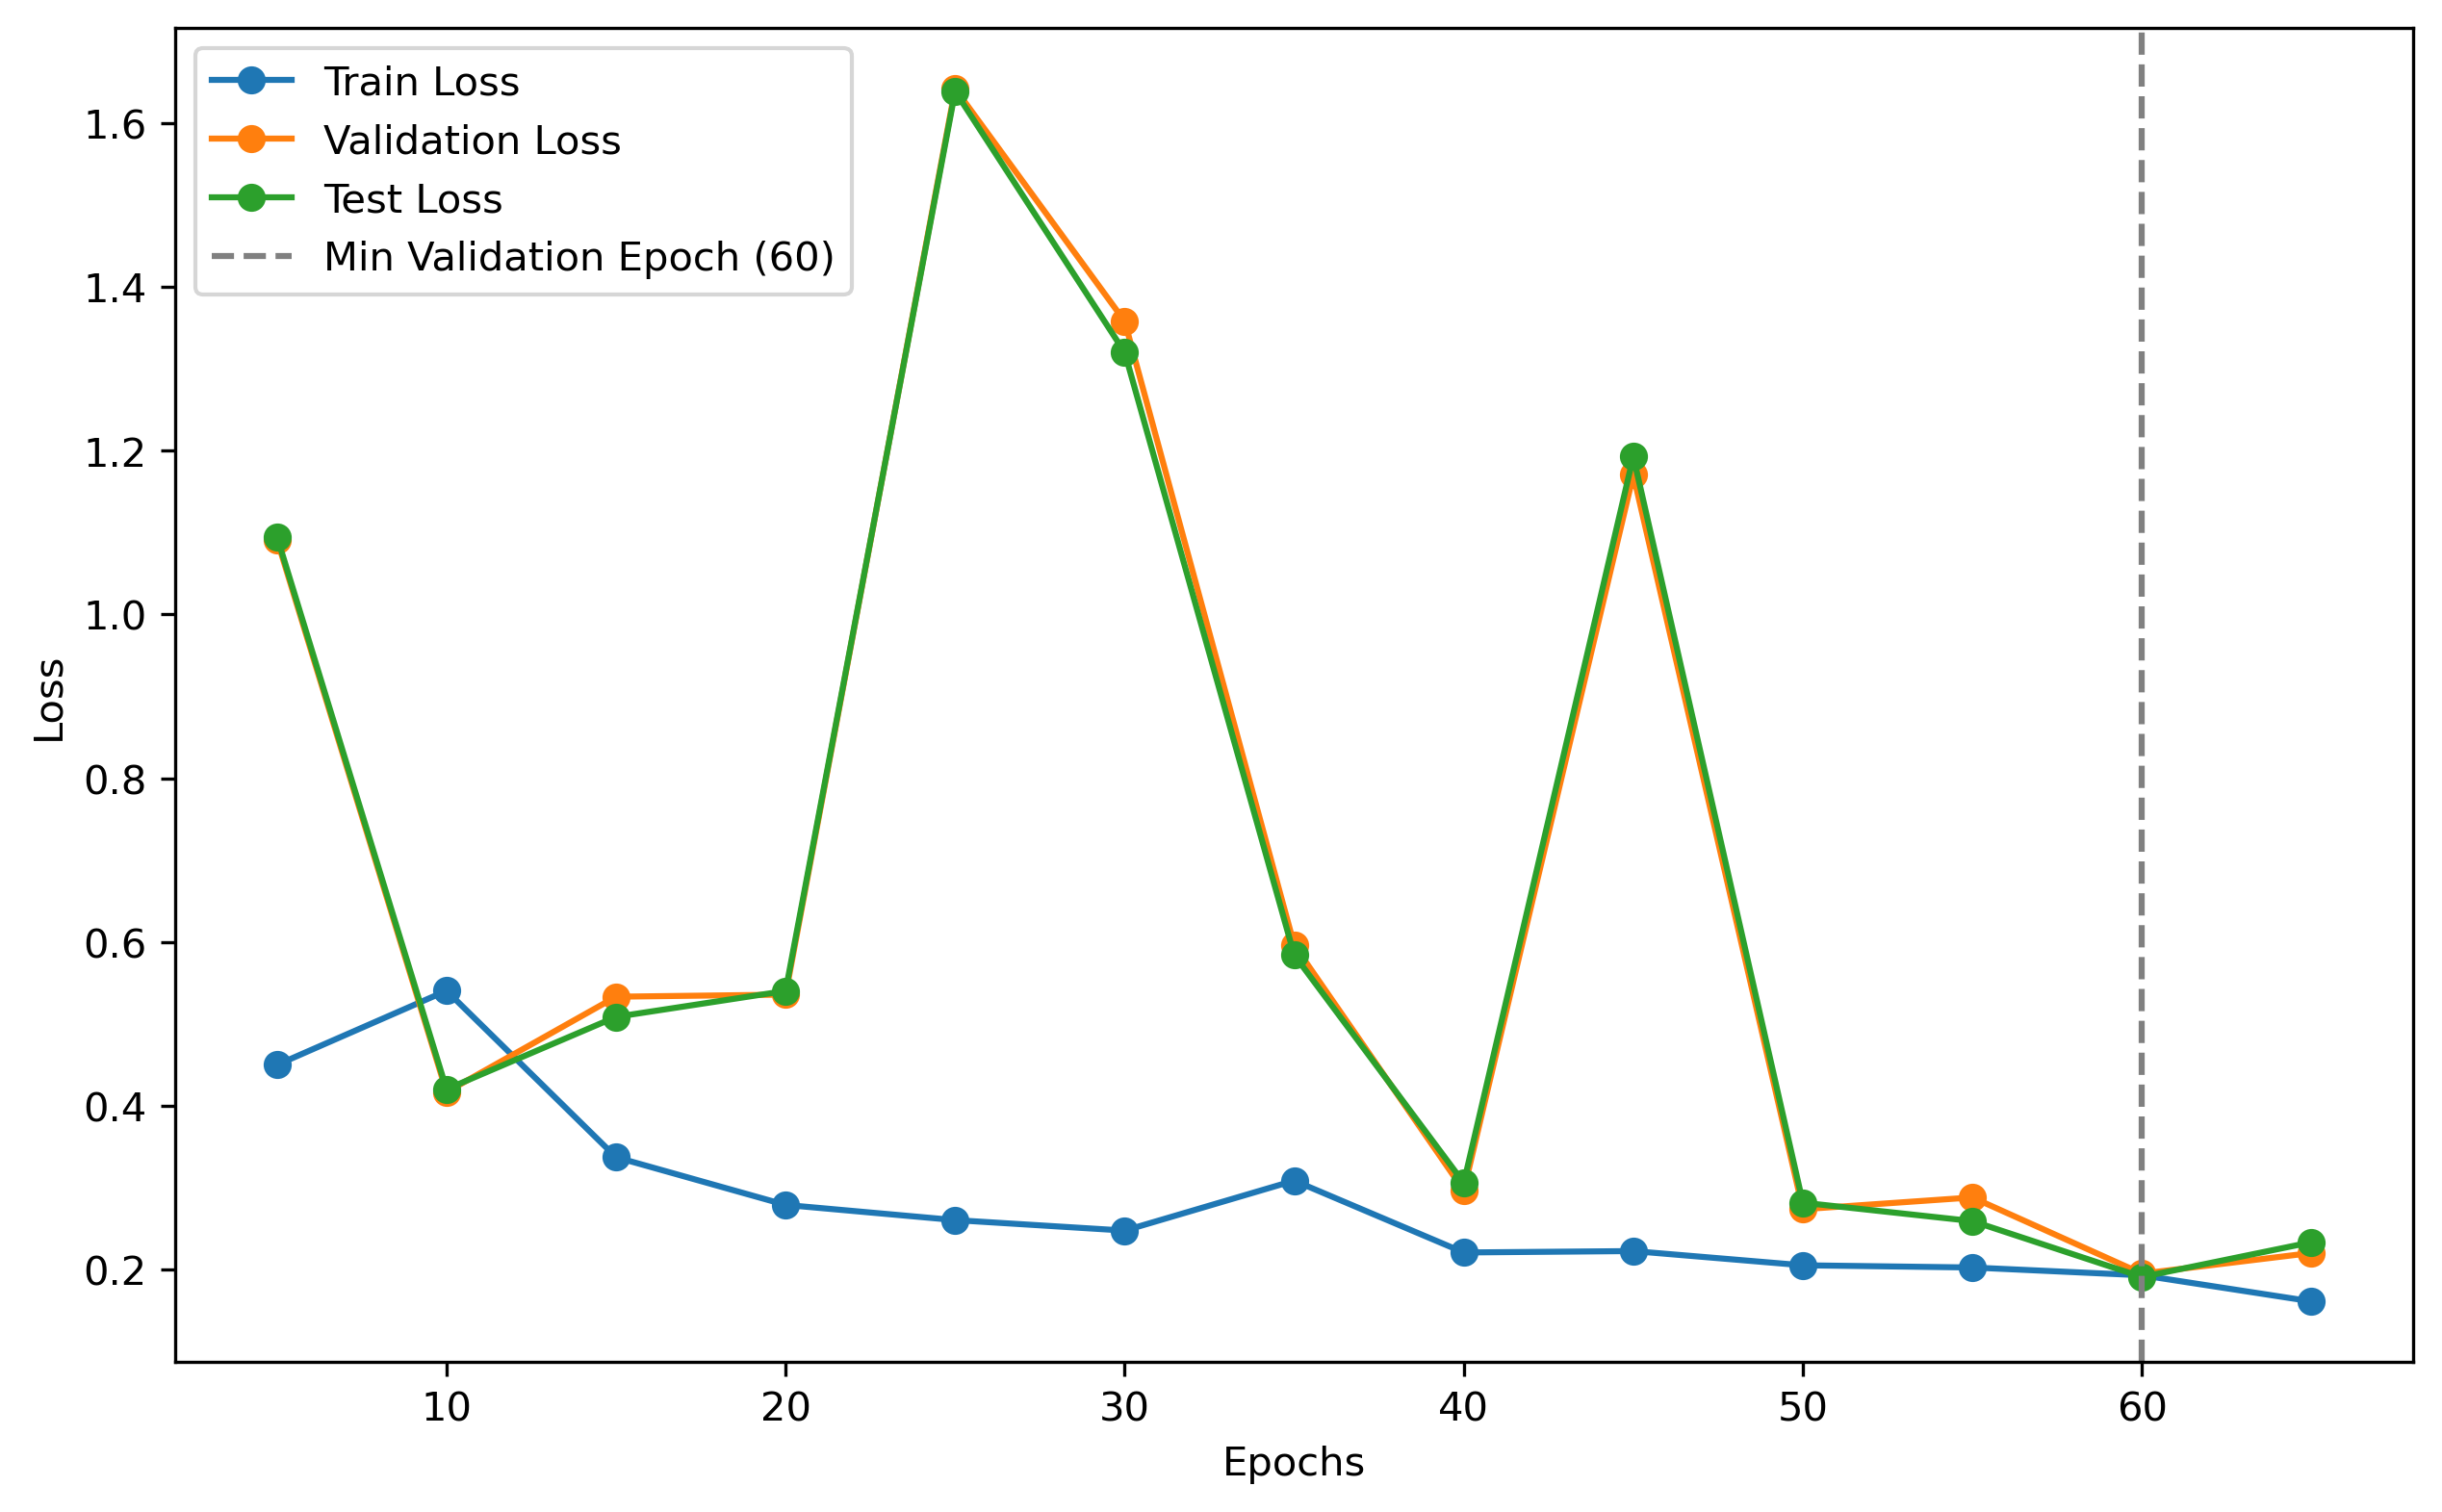 Train Loss
Validation Loss
Test Loss
Min Validation Epoch (60)
1.6
1.4
1.2
1.0
0.8
0.6
0.4
0.2
Loss
10 20 30 40 50 60
Epochs